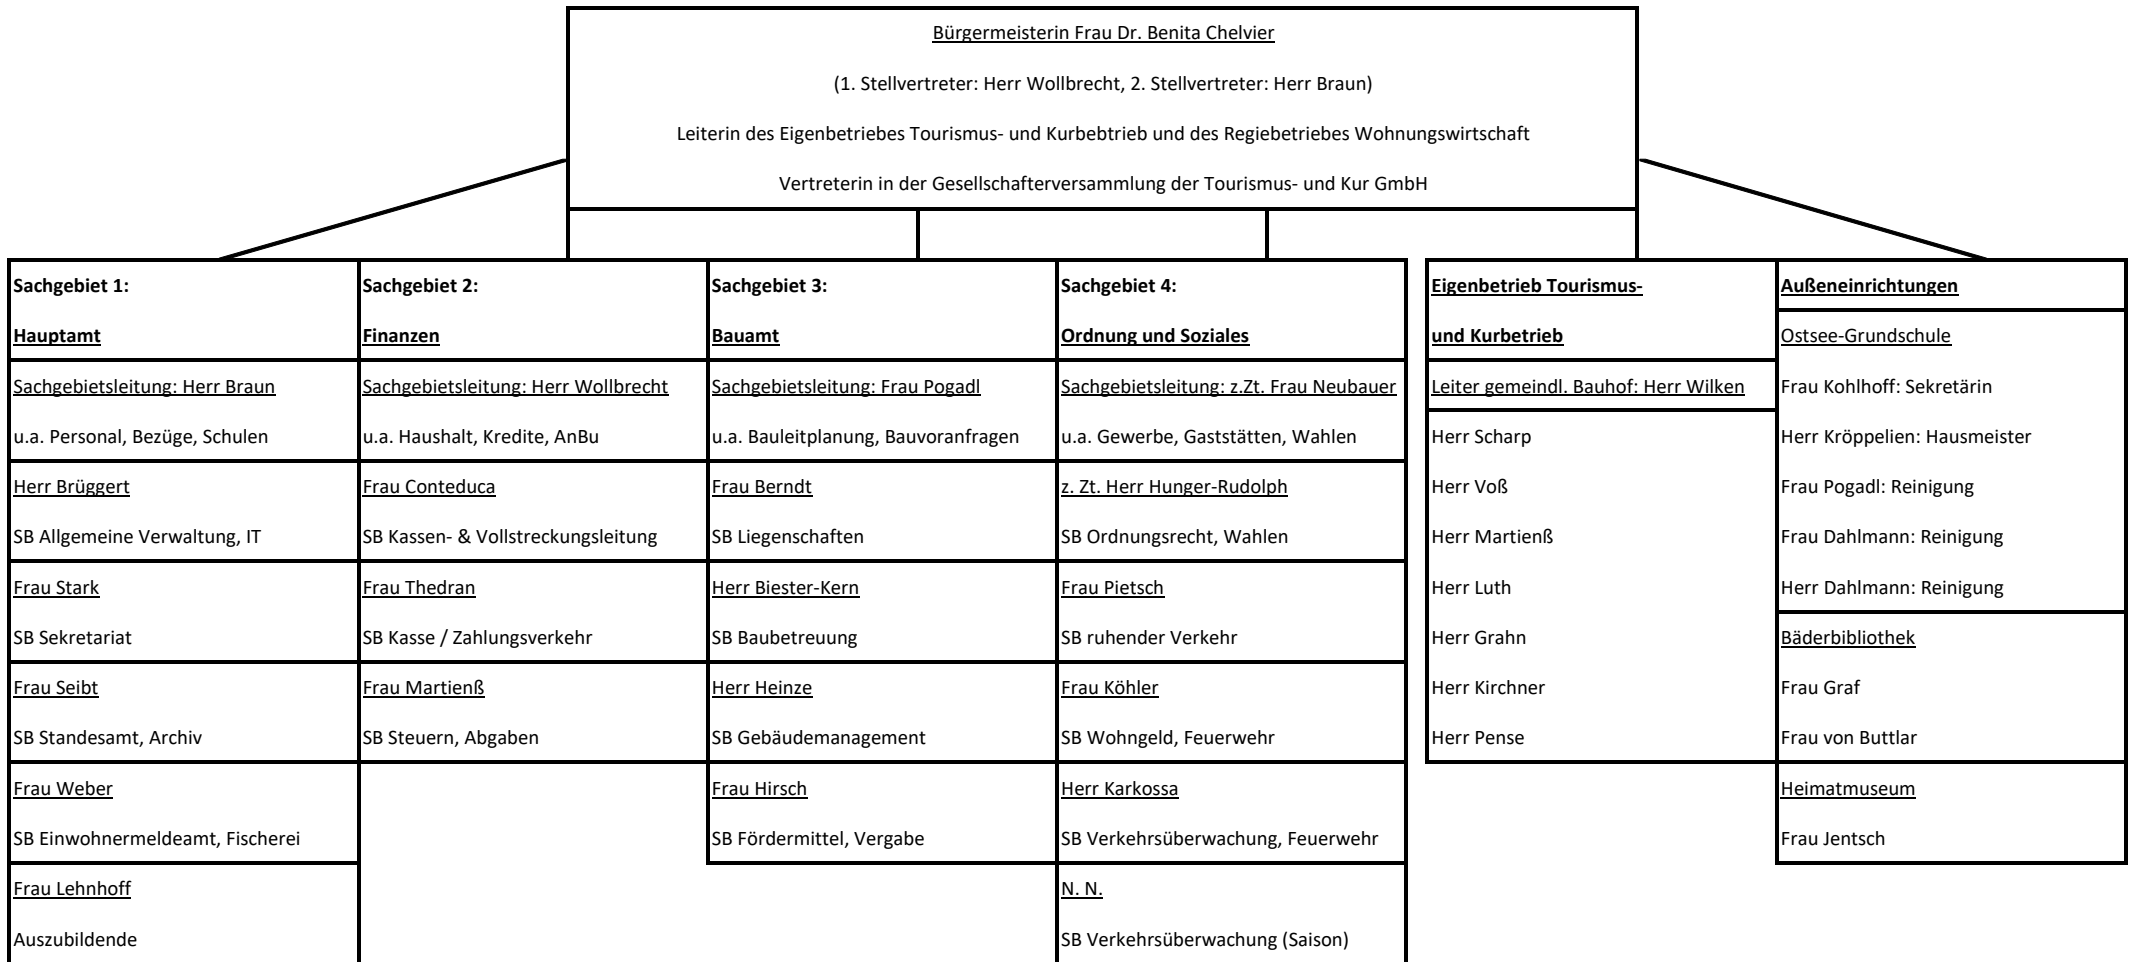 Bürgermeisterin Frau Dr. Benita Chelvier
(1. Stellvertreter: Herr Wollbrecht, 2. Stellvertreter: Herr Braun)
Leiterin des Eigenbetriebes Tourismus- und Kurbebtrieb und des Regiebetriebes Wohnungswirtschaft
Vertreterin in der Gesellschafterversammlung der Tourismus- und Kur GmbH
Sachgebiet 1:
Hauptamt
Sachgebietsleitung: Herr Braun
u.a. Personal, Bezüge, Schulen
Herr Brüggert
SB Allgemeine Verwaltung, IT
Frau Stark
SB Sekretariat
Frau Seibt
SB Standesamt, Archiv
Frau Weber
SB Einwohnermeldeamt, Fischerei
Frau Lehnhoff
Auszubildende
Sachgebiet 2:
Finanzen
Sachgebietsleitung: Herr Wollbrecht
u.a. Haushalt, Kredite, AnBu
Frau Conteduca
SB Kassen- & Vollstreckungsleitung
Frau Thedran
SB Kasse / Zahlungsverkehr
Frau Martienß
SB Steuern, Abgaben
Sachgebiet 3:
Bauamt
Sachgebietsleitung: Frau Pogadl
u.a. Bauleitplanung, Bauvoranfragen
Frau Berndt
SB Liegenschaften
Herr Biester-Kern
SB Baubetreuung
Herr Heinze
SB Gebäudemanagement
Frau Hirsch
SB Fördermittel, Vergabe
Sachgebiet 4:
Ordnung und Soziales
Sachgebietsleitung: z.Zt. Frau Neubauer
u.a. Gewerbe, Gaststätten, Wahlen
z. Zt. Herr Hunger-Rudolph
SB Ordnungsrecht, Wahlen
Frau Pietsch
SB ruhender Verkehr
Frau Köhler
SB Wohngeld, Feuerwehr
Herr Karkossa
SB Verkehrsüberwachung, Feuerwehr
N. N.
SB Verkehrsüberwachung (Saison)
Eigenbetrieb Tourismus-
und Kurbetrieb
Leiter gemeindl. Bauhof: Herr Wilken
Herr Scharp
Herr Voß
Herr Martienß
Herr Luth
Herr Grahn
Herr Kirchner
Herr Pense
Außeneinrichtungen
Ostsee-Grundschule
Frau Kohlhoff: Sekretärin
Herr Kröppelien: Hausmeister
Frau Pogadl: Reinigung
Frau Dahlmann: Reinigung
Herr Dahlmann: Reinigung
Bäderbibliothek
Frau Graf
Frau von Buttlar
Heimatmuseum
Frau Jentsch